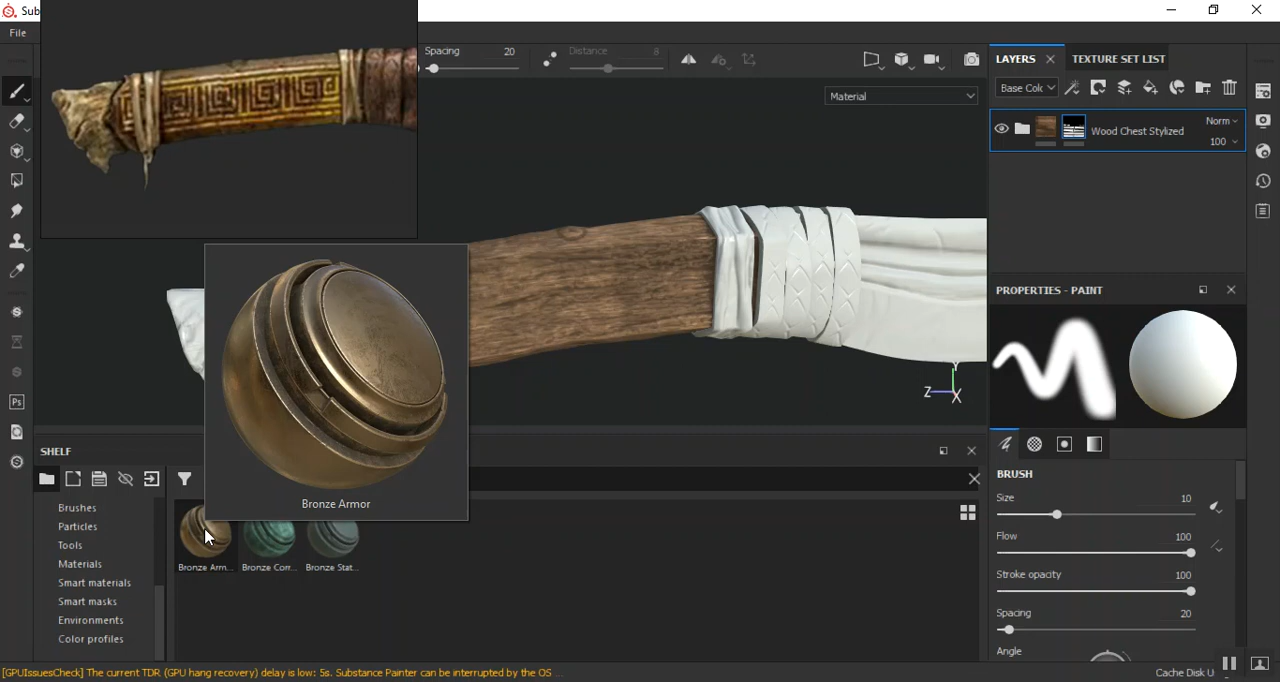 Sub
File
Spacing 20
Distance 8
Material
LAYERS
TEXTURE SET LIST
Base Col
Wood Chest Stylized
Norm
100
Z
Y
X
PROPERTIES - PAINT
Bronze Armor
SHELF
Brushes
Particles
Tools
Materials
Smart materials
Smart masks
Environments
Color profiles
Bronze Arm...
Bronze Corr...
Bronze Stat...
BRUSH
Size 10
Flow 100
Stroke opacity 100
Spacing 20
Angle
[GPUIssuesCheck] The current TDR (GPU hang recovery) delay is low: 5s. Substance Painter can be interrupted by the OS ...
Cache Disk U
Ps